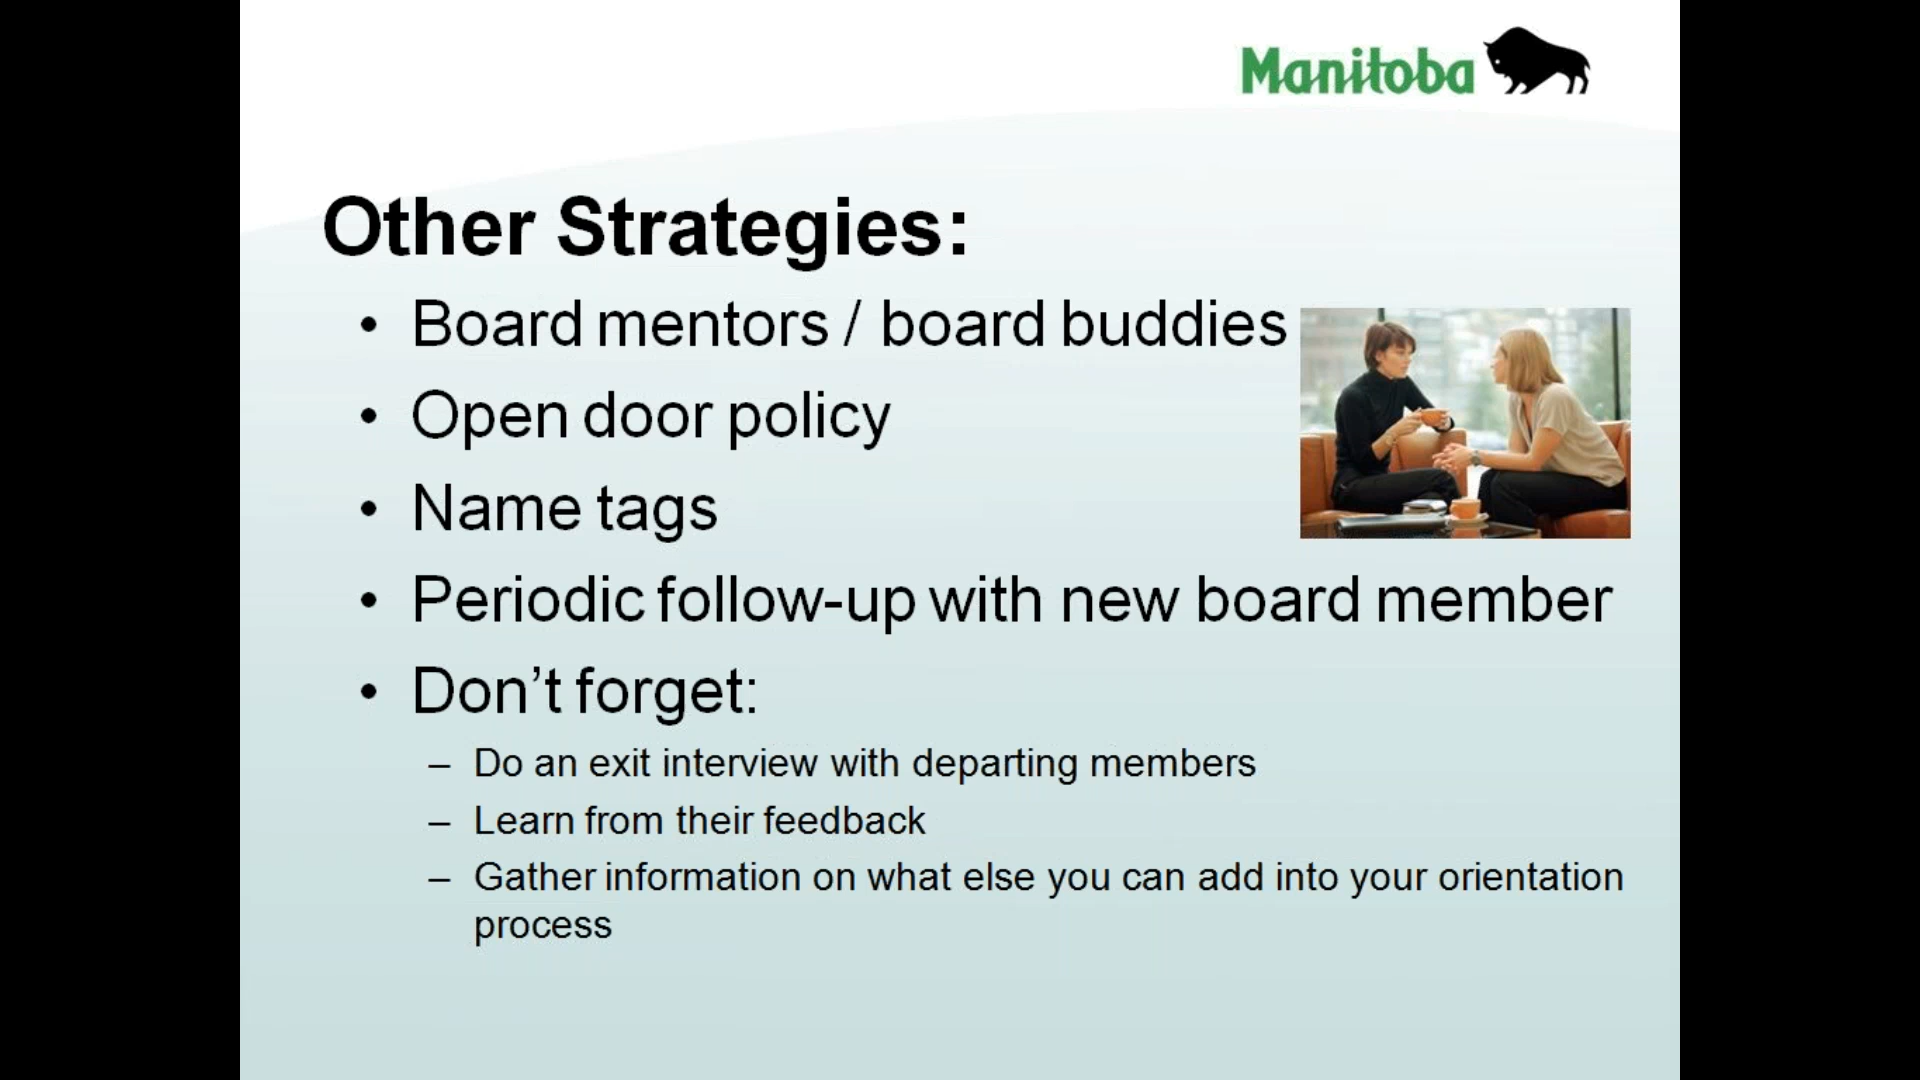 Manitoba
Other Strategies:
• Board mentors / board buddies
• Open door policy
• Name tags
• Periodic follow-up with new board member
• Don’t forget:
– Do an exit interview with departing members
– Learn from their feedback
– Gather information on what else you can add into your orientation
process